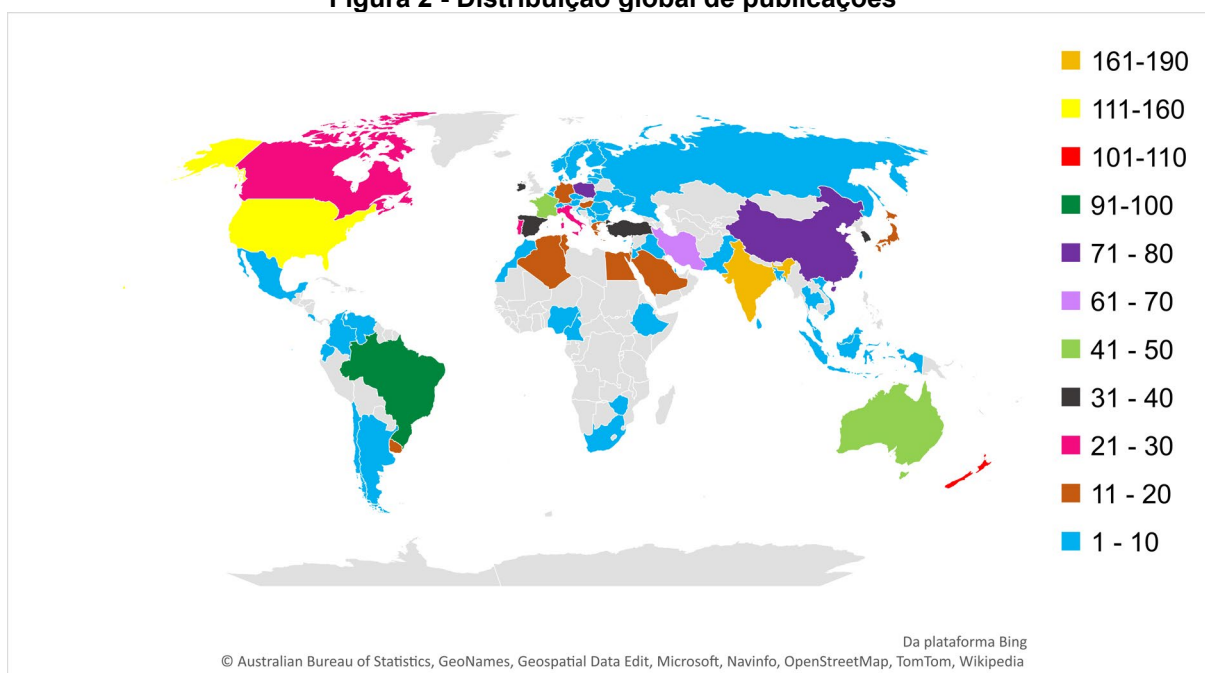 Figura 2 - Distribuição global de publicações
161-190
111-160
101-110
91-100
71 - 80
61 - 70
41 - 50
31 - 40
21 - 30
11 - 20
1 - 10
Da plataforma Bing
© Australian Bureau of Statistics, GeoNames, Geospatial Data Edit, Microsoft, Navinfo, OpenStreetMap, TomTom, Wikipedia